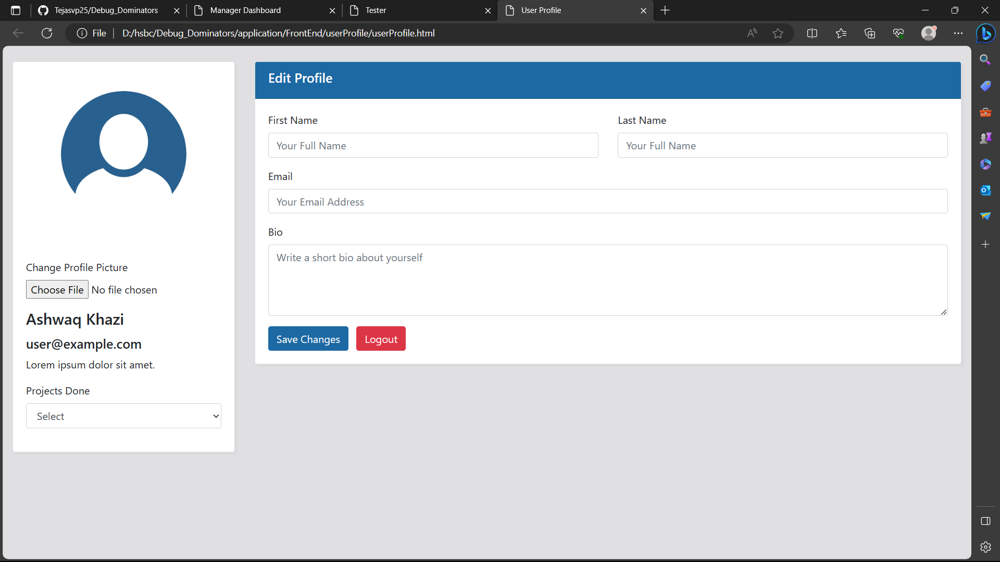 Tejasvp25/Debug_Dominators
Manager Dashboard
Tester
User Profile
File
D:/hsbc/Debug_Dominators/application/FrontEnd/userProfile/userProfile.html
Change Profile Picture
Choose File No file chosen
Ashwaq Khazi
user@example.com
Lorem ipsum dolor sit amet.
Projects Done
Select
Edit Profile
First Name
Your Full Name
Last Name
Your Full Name
Email
Your Email Address
Bio
Write a short bio about yourself
Save Changes
Logout